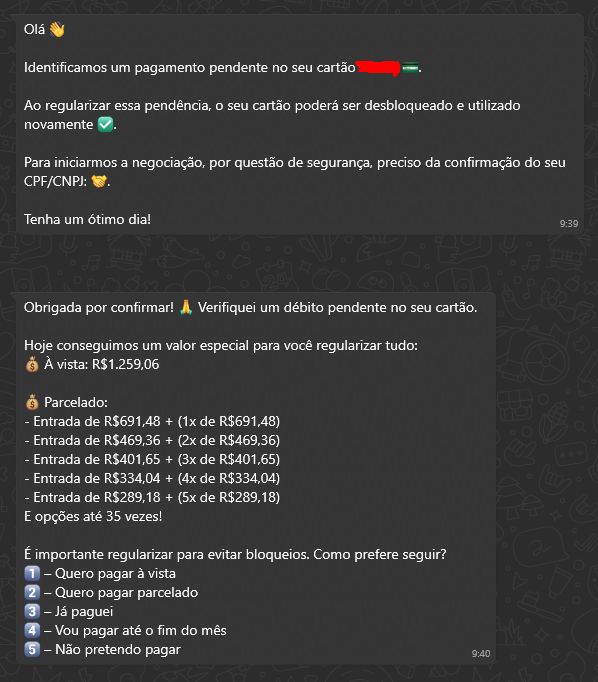 Olá 👋
Identificamos um pagamento pendente no seu cartão 💳.
Ao regularizar essa pendência, o seu cartão poderá ser desbloqueado e utilizado
novamente ✅.
Para iniciarmos a negociação, por questão de segurança, preciso da confirmação do seu
CPF/CNPJ: 🤝.
Tenha um ótimo dia!
9:39
Obrigada por confirmar! 🙏 Verifiquei um débito pendente no seu cartão.
Hoje conseguimos um valor especial para você regularizar tudo:
💰 À vista: R$1.259,06
💰 Parcelado:
- Entrada de R$691,48 + (1x de R$691,48)
- Entrada de R$469,36 + (2x de R$469,36)
- Entrada de R$401,65 + (3x de R$401,65)
- Entrada de R$334,04 + (4x de R$334,04)
- Entrada de R$289,18 + (5x de R$289,18)
E opções até 35 vezes!
É importante regularizar para evitar bloqueios. Como prefere seguir?
1️⃣ – Quero pagar à vista
2️⃣ – Quero pagar parcelado
3️⃣ – Já paguei
4️⃣ – Vou pagar até o fim do mês
5️⃣ – Não pretendo pagar
9:40